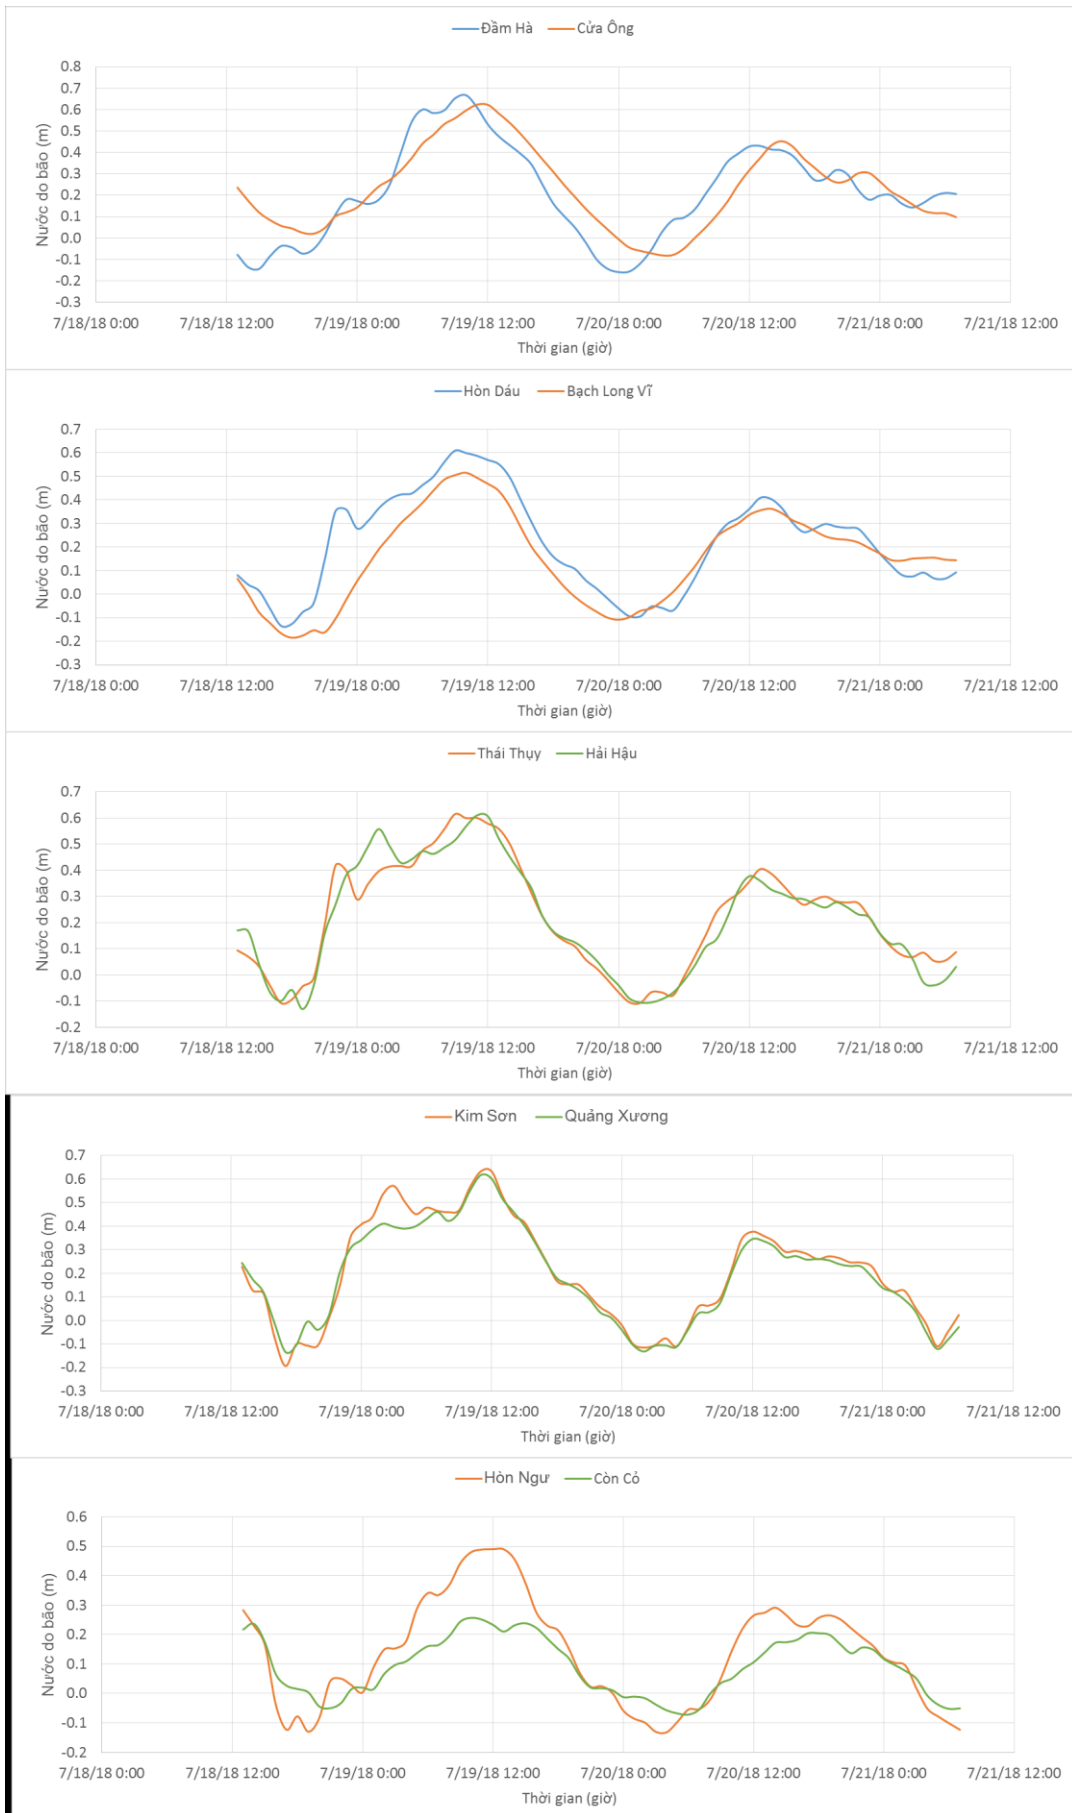 Đầm Hà Cửa Ông
0.8
0.7
0.6
0.5
0.4
0.3
0.2
0.1
0.0
-0.1
-0.2
-0.3
Nước do bão (m)
7/18/18 0:00 7/18/18 12:00 7/19/18 0:00 7/19/18 12:00 7/20/18 0:00 7/20/18 12:00 7/21/18 0:00 7/21/18 12:00
Thời gian (giờ)
Hòn Dáu Bạch Long Vĩ
0.7
0.6
0.5
0.4
0.3
0.2
0.1
0.0
-0.1
-0.2
-0.3
Nước do bão (m)
7/18/18 0:00 7/18/18 12:00 7/19/18 0:00 7/19/18 12:00 7/20/18 0:00 7/20/18 12:00 7/21/18 0:00 7/21/18 12:00
Thời gian (giờ)
Thái Thụy Hải Hậu
0.7
0.6
0.5
0.4
0.3
0.2
0.1
0.0
-0.1
-0.2
Nước do bão (m)
7/18/18 0:00 7/18/18 12:00 7/19/18 0:00 7/19/18 12:00 7/20/18 0:00 7/20/18 12:00 7/21/18 0:00 7/21/18 12:00
Thời gian (giờ)
Kim Sơn Quảng Xương
0.7
0.6
0.5
0.4
0.3
0.2
0.1
0.0
-0.1
-0.2
-0.3
Nước do bão (m)
7/18/18 0:00 7/18/18 12:00 7/19/18 0:00 7/19/18 12:00 7/20/18 0:00 7/20/18 12:00 7/21/18 0:00 7/21/18 12:00
Thời gian (giờ)
Hòn Ngư Còn Cỏ
0.6
0.5
0.4
0.3
0.2
0.1
0.0
-0.1
-0.2
Nước do bão (m)
7/18/18 0:00 7/18/18 12:00 7/19/18 0:00 7/19/18 12:00 7/20/18 0:00 7/20/18 12:00 7/21/18 0:00 7/21/18 12:00
Thời gian (giờ)